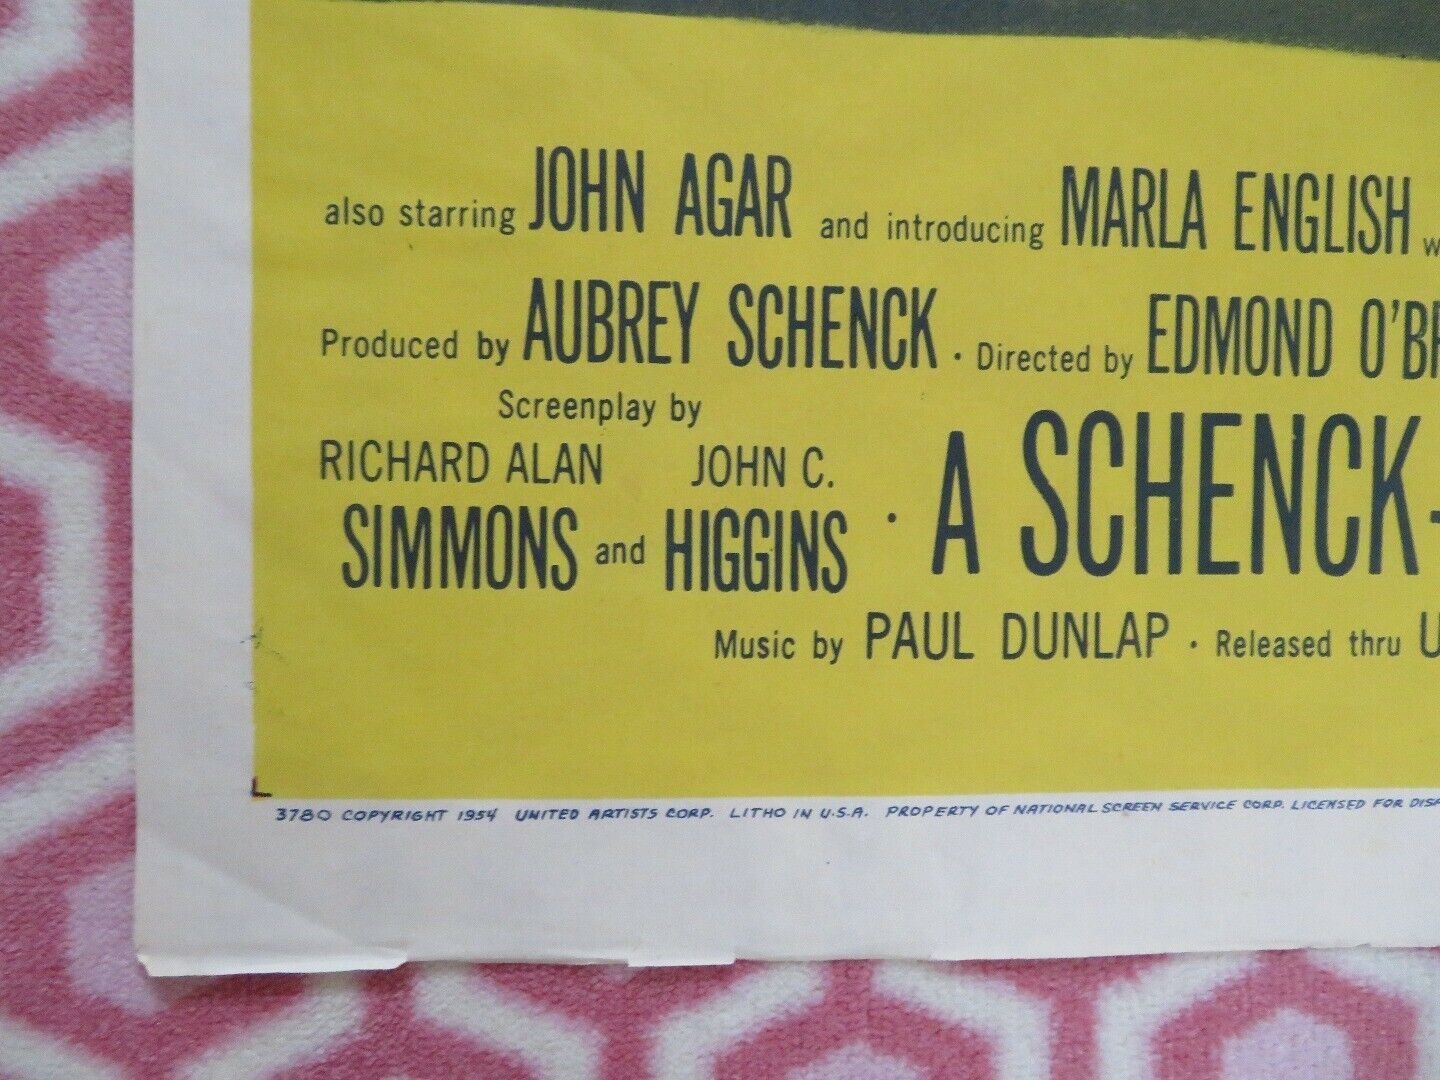 also starring JOHN AGAR and introducing MARLA ENGLISH
Produced by AUBREY SCHENCK · Directed by EDMOND
Screenplay by
RICHARD ALAN JOHN C.
SIMMONS and HIGGINS · A SCHENCK-
Music by PAUL DUNLAP · Released thru
3780 COPYRIGHT 1954 UNITED ARTISTS CORP. LITHO IN U.S.A. PROPERTY OF NATIONAL SCREEN SERVICE CORP. LICENSED FOR